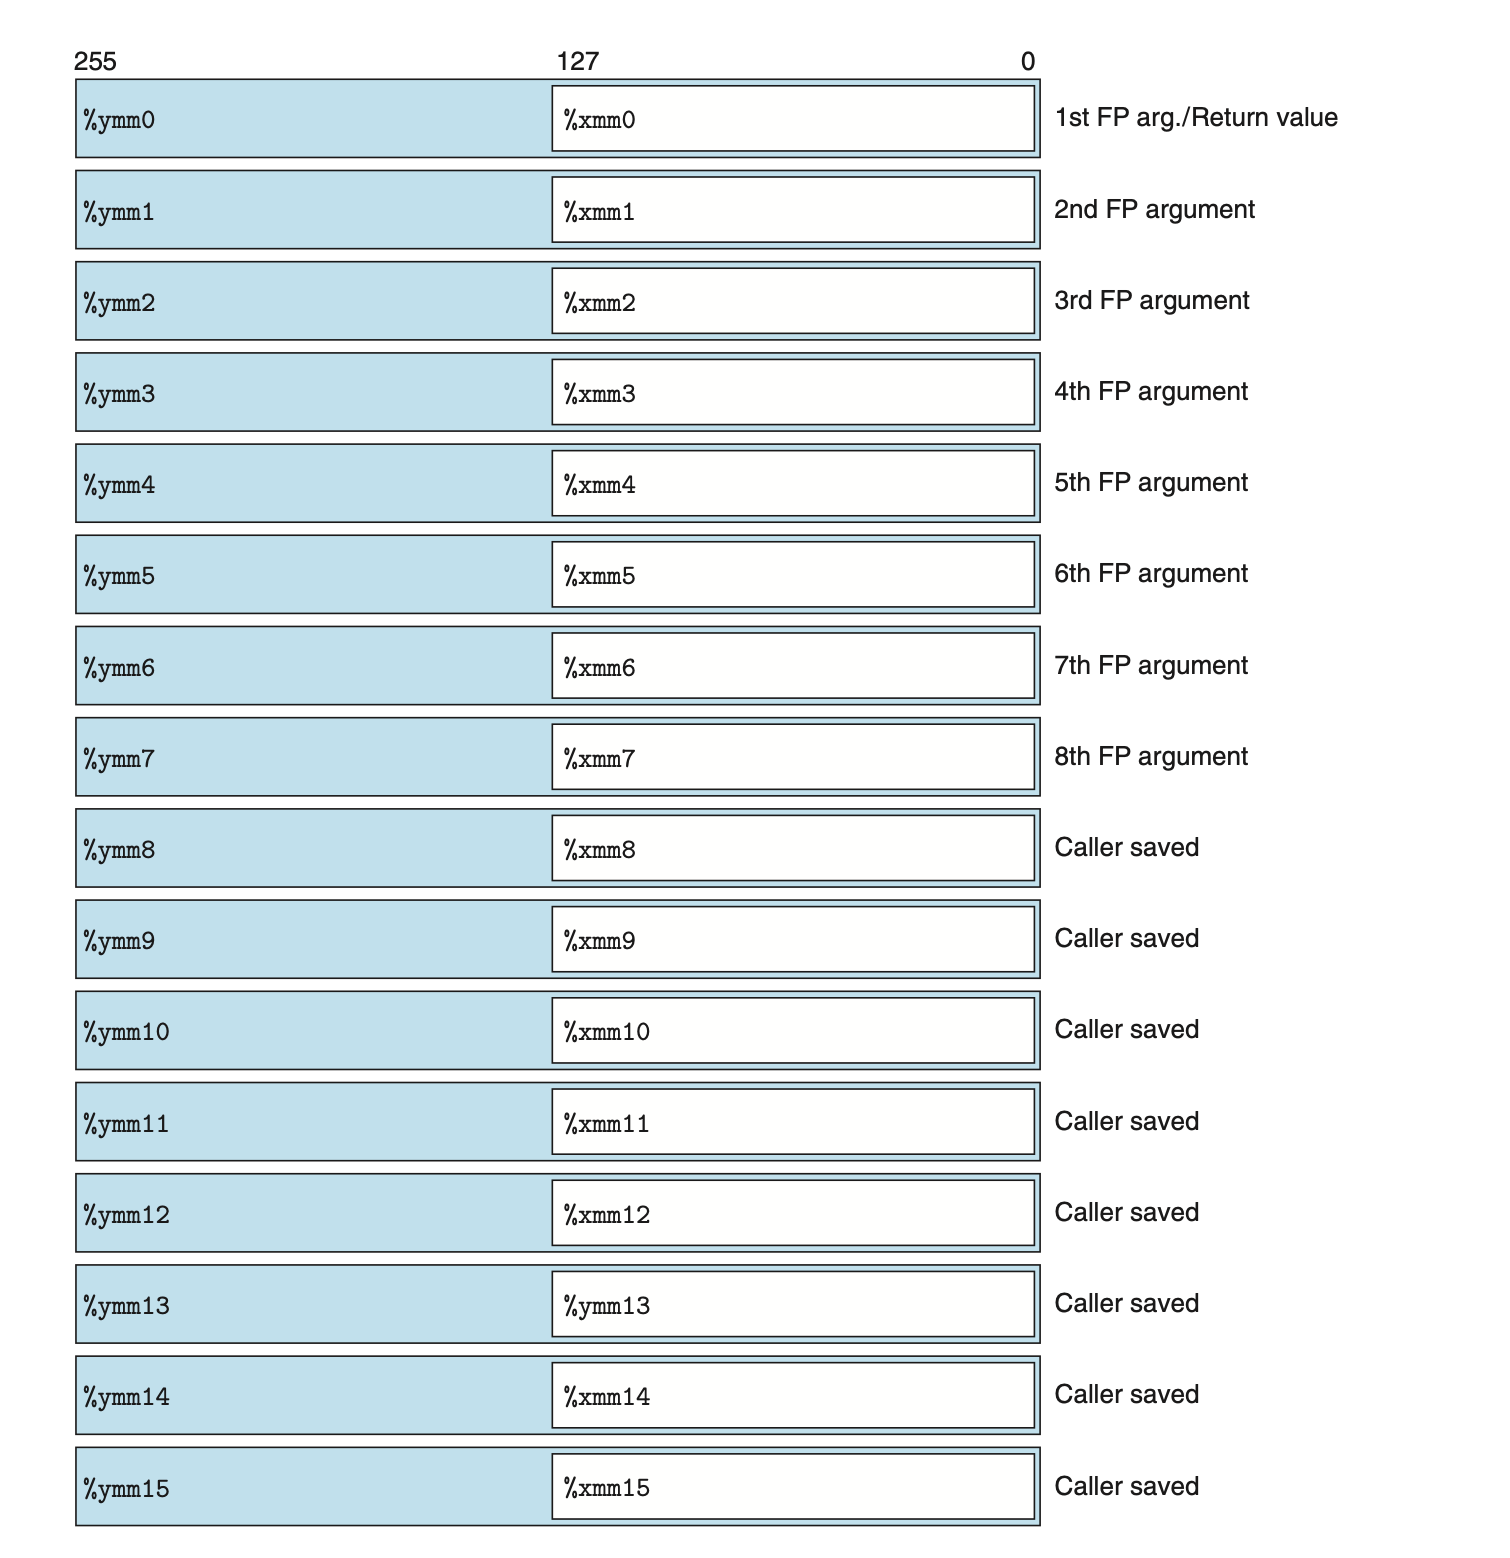 255 127 0
%ymm0 %xmm0 1st FP arg./Return value
%ymm1 %xmm1 2nd FP argument
%ymm2 %xmm2 3rd FP argument
%ymm3 %xmm3 4th FP argument
%ymm4 %xmm4 5th FP argument
%ymm5 %xmm5 6th FP argument
%ymm6 %xmm6 7th FP argument
%ymm7 %xmm7 8th FP argument
%ymm8 %xmm8 Caller saved
%ymm9 %xmm9 Caller saved
%ymm10 %xmm10 Caller saved
%ymm11 %xmm11 Caller saved
%ymm12 %xmm12 Caller saved
%ymm13 %ymm13 Caller saved
%ymm14 %xmm14 Caller saved
%ymm15 %xmm15 Caller saved